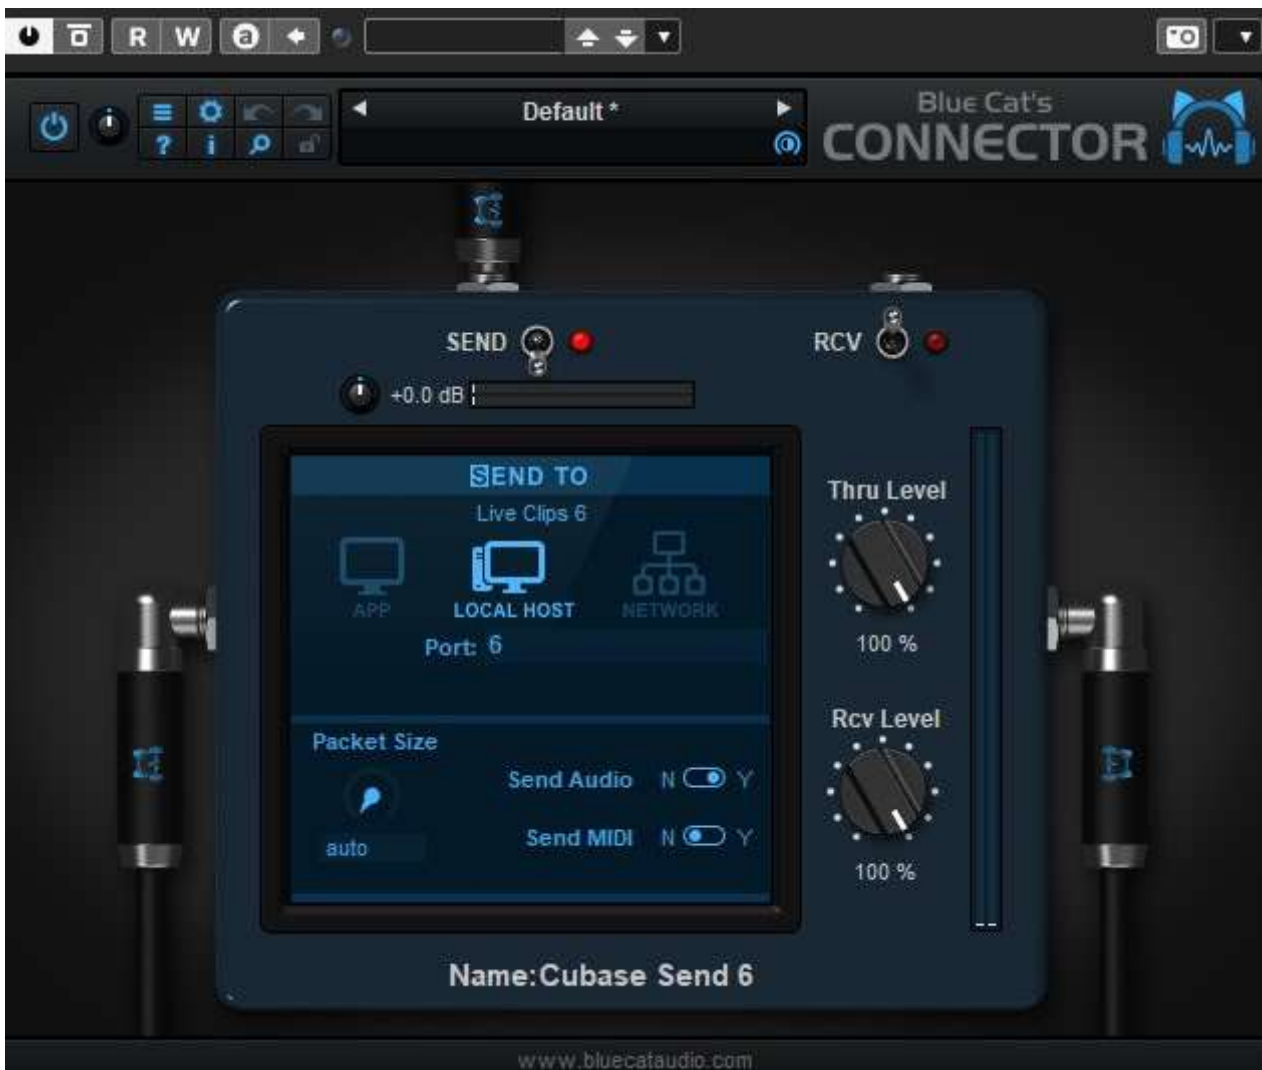 R W a
Default *
Blue Cat's
CONNECTOR
? i
SEND
RCV
+0.0 dB
SEND TO
Live Clips 6
APP
LOCAL HOST
NETWORK
Port: 6
Thru Level
100 %
Packet Size
auto
Send Audio N Y
Send MIDI N Y
Rcv Level
100 %
Name:Cubase Send 6
www.bluecataudio.com